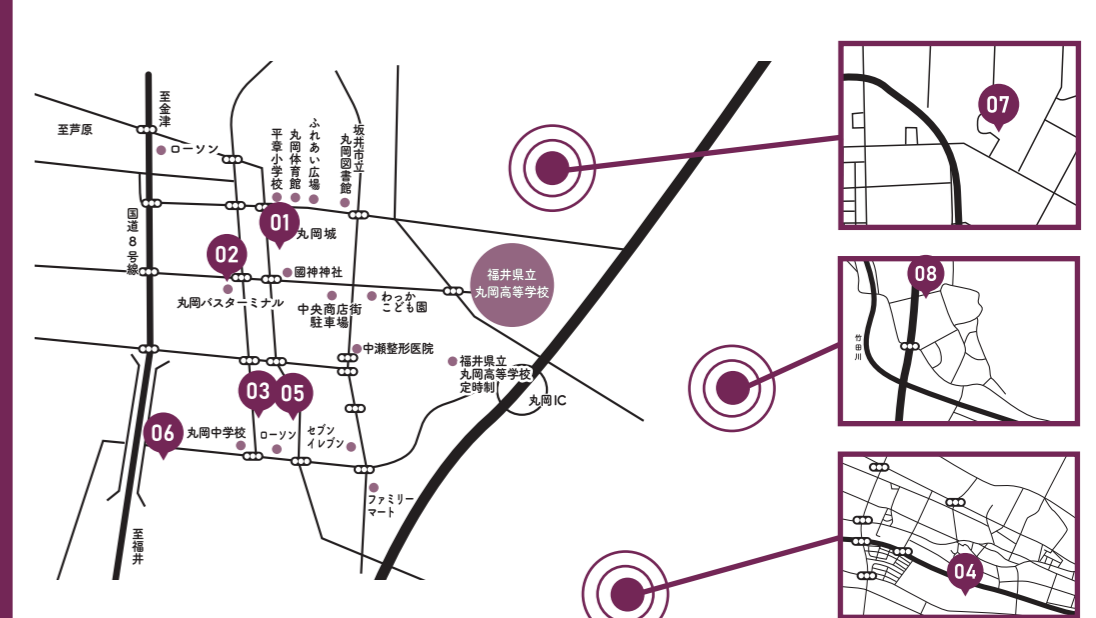 至金津
至芦原
ローソン
平章小学校
丸岡体育館
ふれあい広場
坂井市立
丸岡図書館
国道8号線
01
丸岡城
02
國神神社
丸岡バスターミナル
中央商店街
駐車場
わっか
こども園
福井県立
丸岡高等学校
中瀬整形医院
福井県立
丸岡高等学校
定時制
丸岡IC
03
05
06
丸岡中学校
ローソン
セブン
イレブン
ファミリー
マート
至福井
07
08
竹田川
04